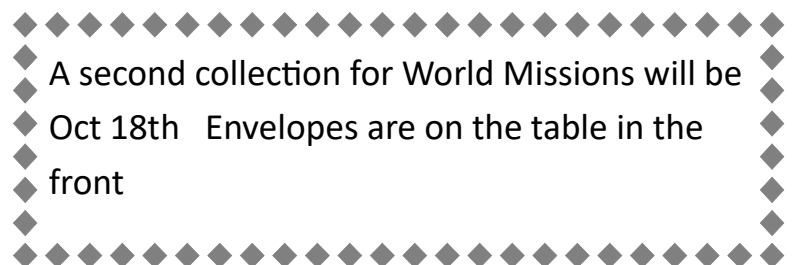 A second collection for World Missions will be
Oct 18th   Envelopes are on the table in the
front